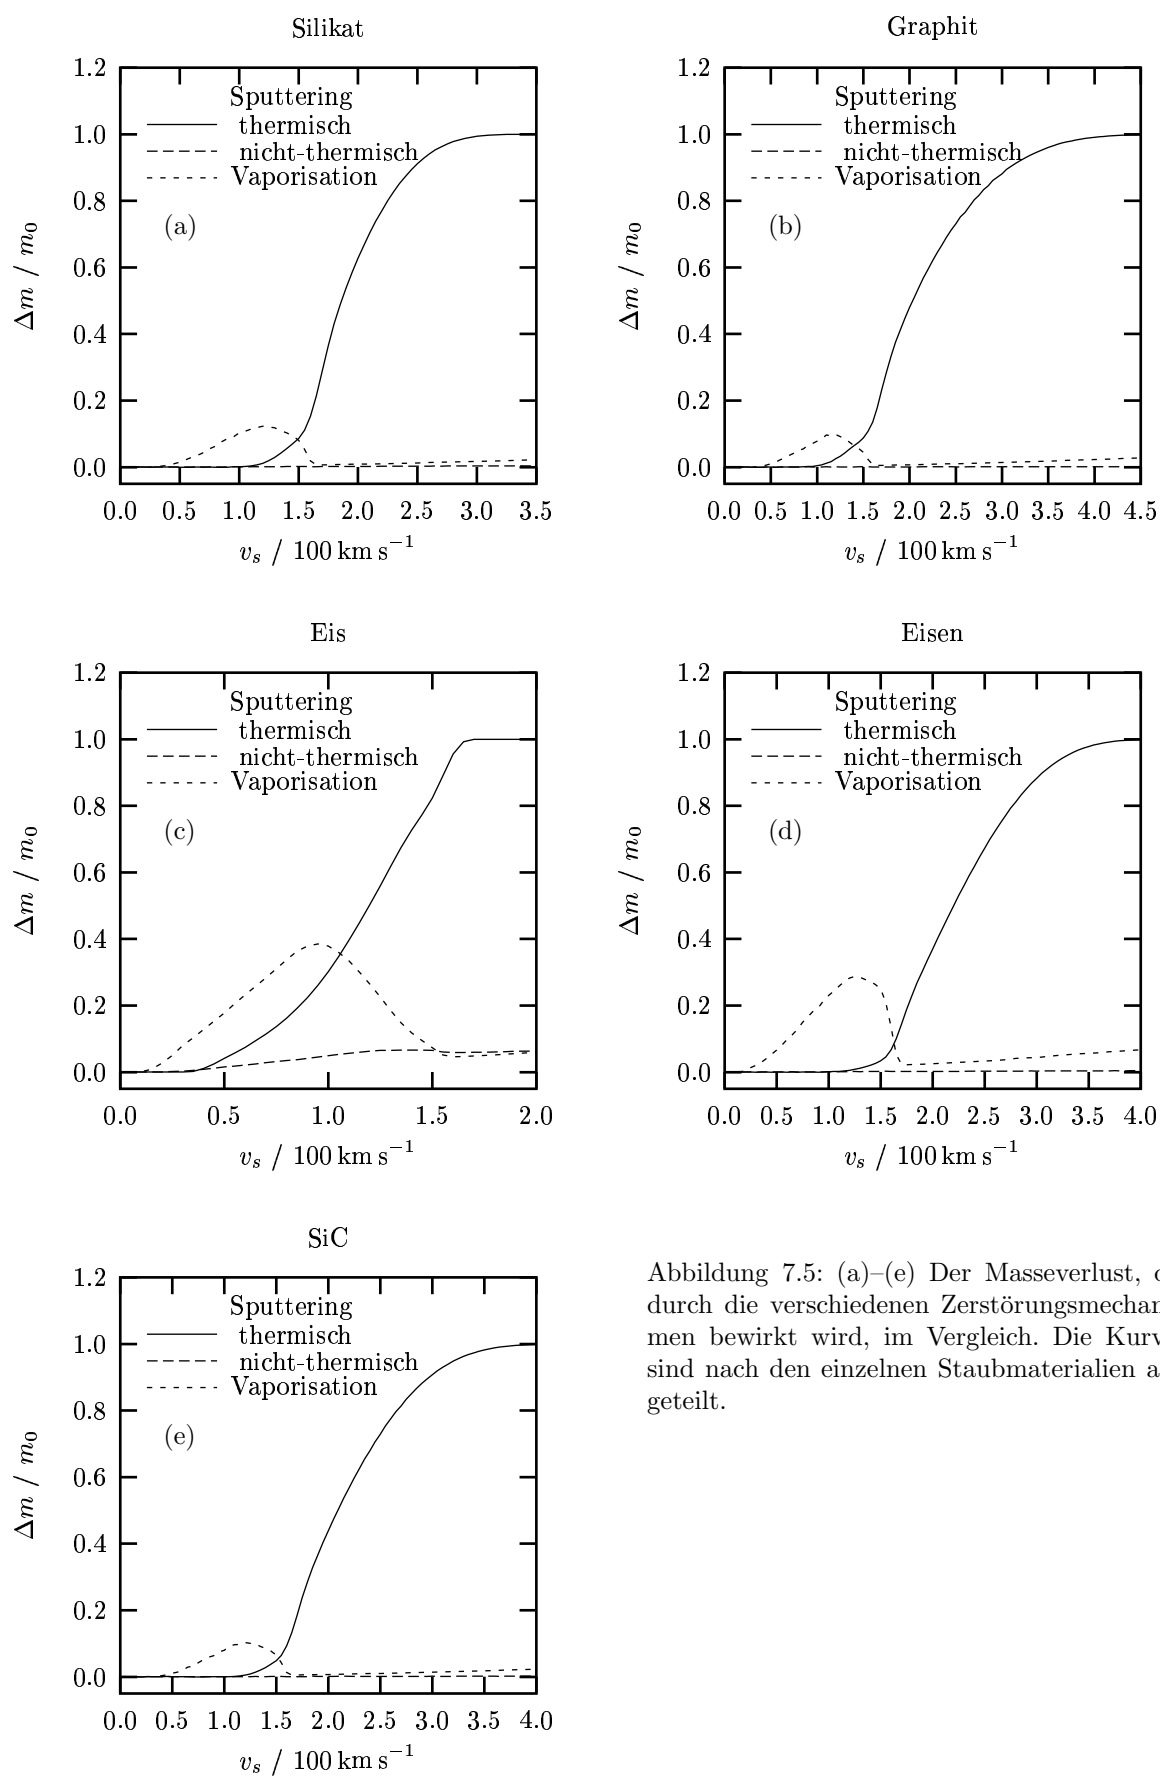 Silikat
1.2
1.0
0.8
0.6
0.4
0.2
0.0
Δm / m₀
Sputtering
thermisch
nicht-thermisch
Vaporisation
(a)
0.0 0.5 1.0 1.5 2.0 2.5 3.0 3.5
vₛ / 100 km s⁻¹
Graphit
1.2
1.0
0.8
0.6
0.4
0.2
0.0
Δm / m₀
Sputtering
thermisch
nicht-thermisch
Vaporisation
(b)
0.0 0.5 1.0 1.5 2.0 2.5 3.0 3.5 4.0 4.5
vₛ / 100 km s⁻¹
Eis
1.2
1.0
0.8
0.6
0.4
0.2
0.0
Δm / m₀
Sputtering
thermisch
nicht-thermisch
Vaporisation
(c)
0.0 0.5 1.0 1.5 2.0
vₛ / 100 km s⁻¹
Eisen
1.2
1.0
0.8
0.6
0.4
0.2
0.0
Δm / m₀
Sputtering
thermisch
nicht-thermisch
Vaporisation
(d)
0.0 0.5 1.0 1.5 2.0 2.5 3.0 3.5 4.0
vₛ / 100 km s⁻¹
SiC
1.2
1.0
0.8
0.6
0.4
0.2
0.0
Δm / m₀
Sputtering
thermisch
nicht-thermisch
Vaporisation
(e)
0.0 0.5 1.0 1.5 2.0 2.5 3.0 3.5 4.0
vₛ / 100 km s⁻¹
Abbildung 7.5: (a)–(e) Der Masseverlust,
durch die verschiedenen Zerstörungsmechan
men bewirkt wird, im Vergleich. Die Kurv
sind nach den einzelnen Staubmaterialien a
geteilt.